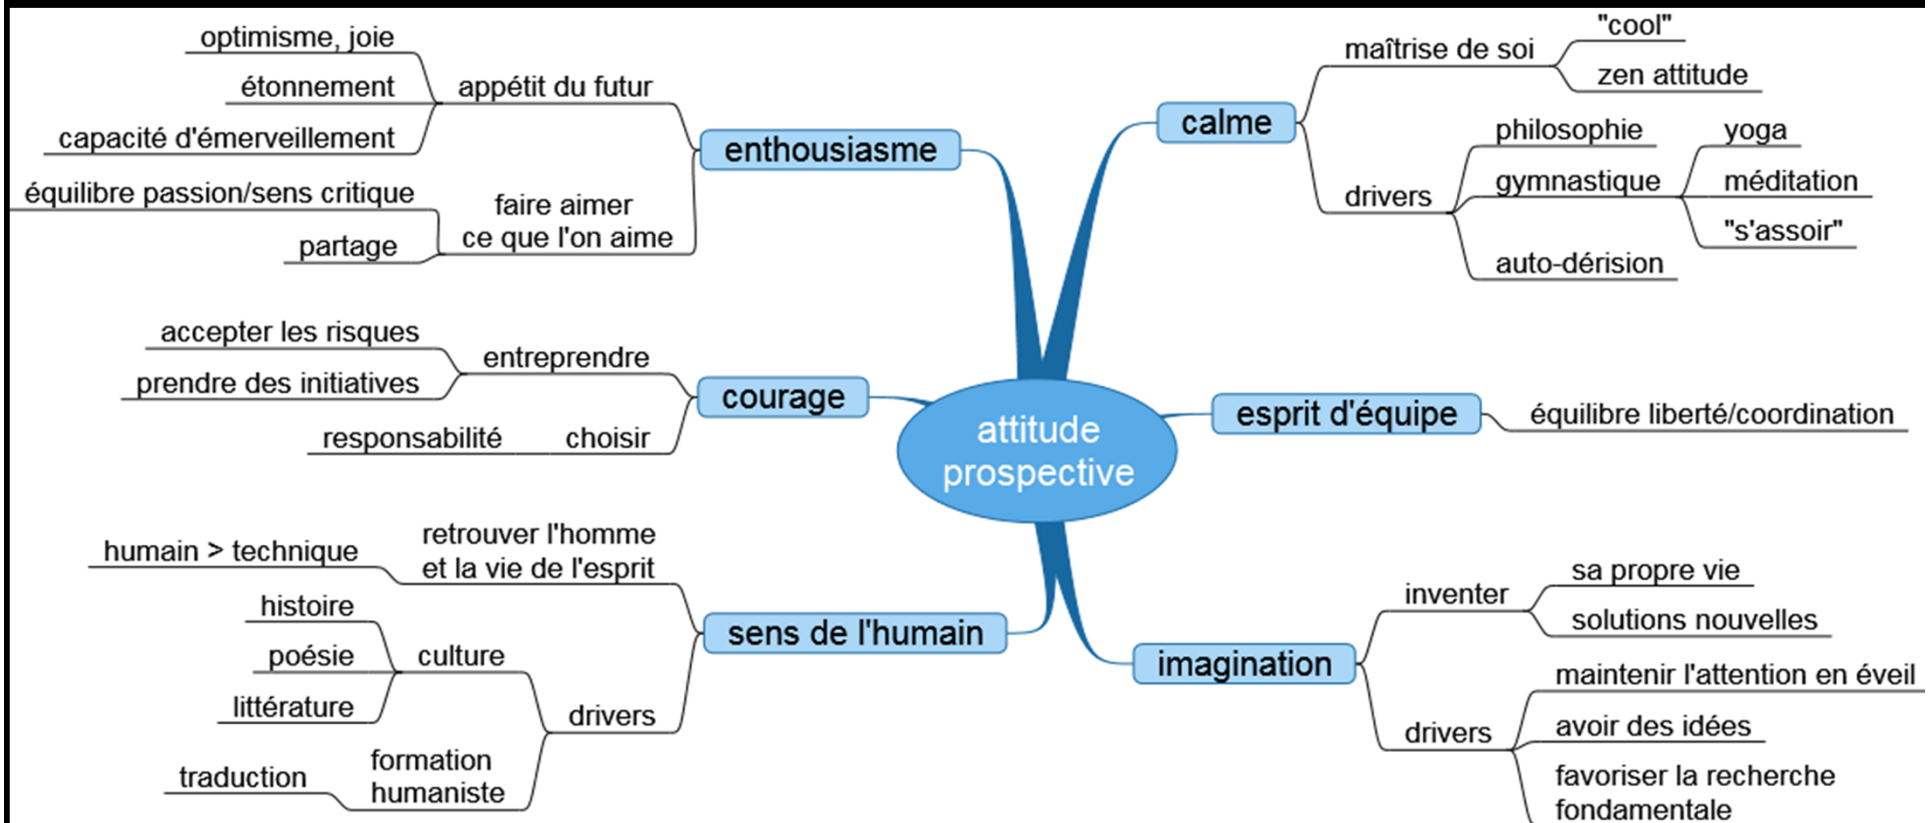 attitude
prospective
calme
maîtrise de soi
"cool"
zen attitude
drivers
philosophie
gymnastique
yoga
méditation
"s'assoir"
auto-dérision
esprit d'équipe
équilibre liberté/coordination
imagination
inventer
sa propre vie
solutions nouvelles
drivers
maintenir l'attention en éveil
avoir des idées
favoriser la recherche
fondamentale
enthousiasme
appétit du futur
optimisme, joie
étonnement
capacité d'émerveillement
faire aimer
ce que l'on aime
équilibre passion/sens critique
partage
courage
entreprendre
accepter les risques
prendre des initiatives
choisir
responsabilité
sens de l'humain
retrouver l'homme
et la vie de l'esprit
humain > technique
drivers
culture
histoire
poésie
littérature
formation
humaniste
traduction